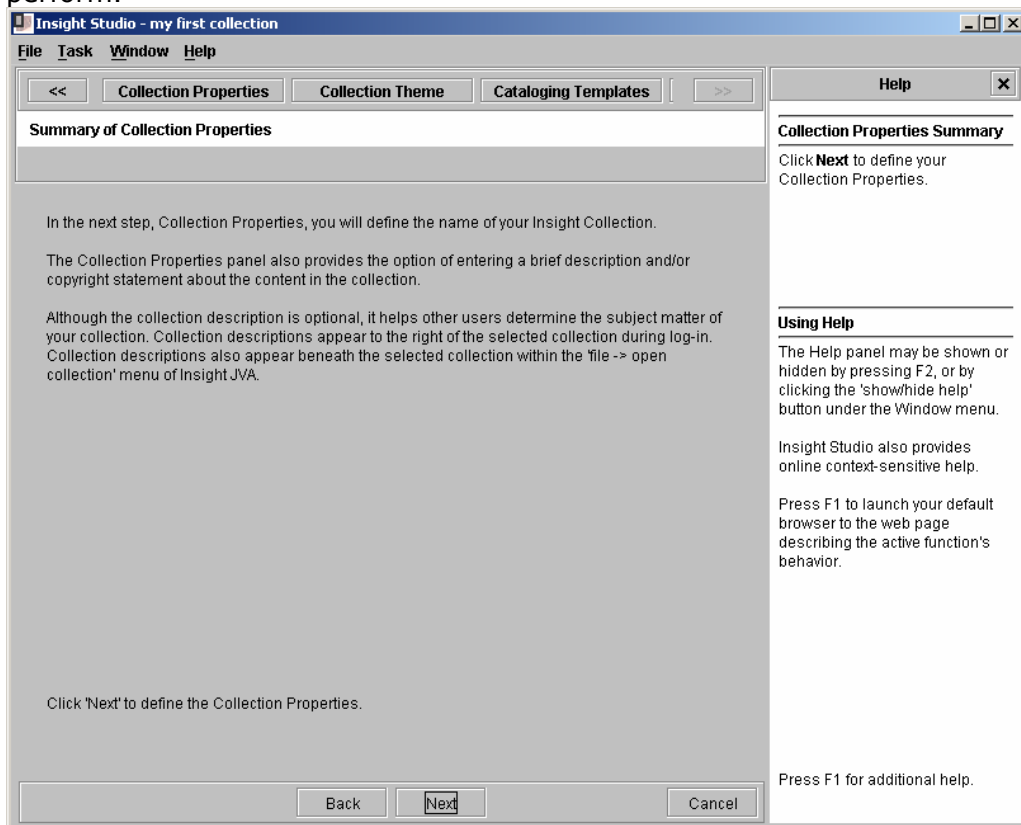 perform.
Insight Studio - my first collection
File Task Window Help
<< Collection Properties Collection Theme Cataloging Templates >>
Summary of Collection Properties
In the next step, Collection Properties, you will define the name of your Insight Collection.
The Collection Properties panel also provides the option of entering a brief description and/or
copyright statement about the content in the collection.
Although the collection description is optional, it helps other users determine the subject matter of
your collection. Collection descriptions appear to the right of the selected collection during log-in.
Collection descriptions also appear beneath the selected collection within the 'file -> open
collection' menu of Insight JVA.
Click 'Next' to define the Collection Properties.
Back Next Cancel
Help
Collection Properties Summary
Click Next to define your
Collection Properties.
Using Help
The Help panel may be shown or
hidden by pressing F2, or by
clicking the 'show/hide help'
button under the Window menu.
Insight Studio also provides
online context-sensitive help.
Press F1 to launch your default
browser to the web page
describing the active function's
behavior.
Press F1 for additional help.